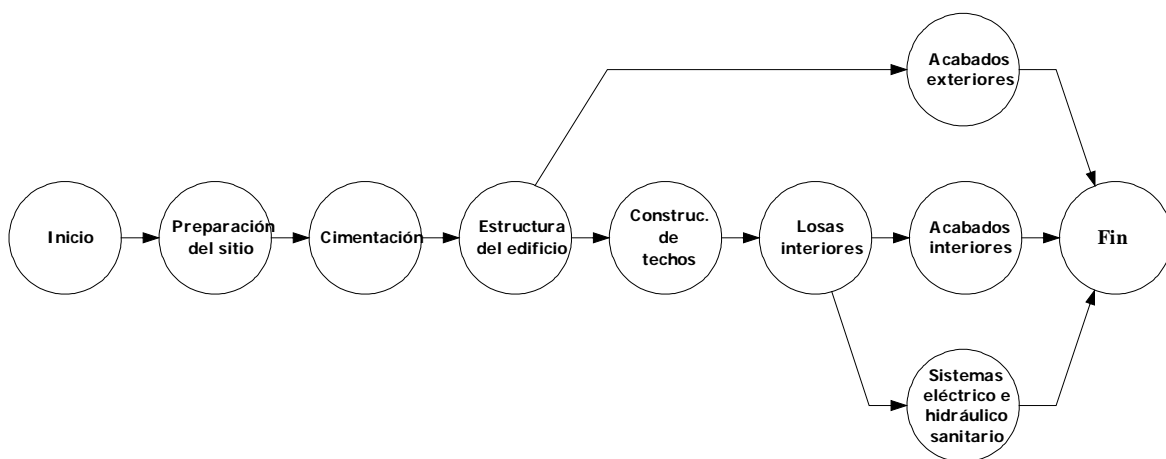 Acabados
exteriores
Inicio
Preparación
del sitio
Cimentación
Estructura
del edificio
Construc.
de
techos
Losas
interiores
Acabados
interiores
Fin
Sistemas
eléctrico e
hidráulico
sanitario